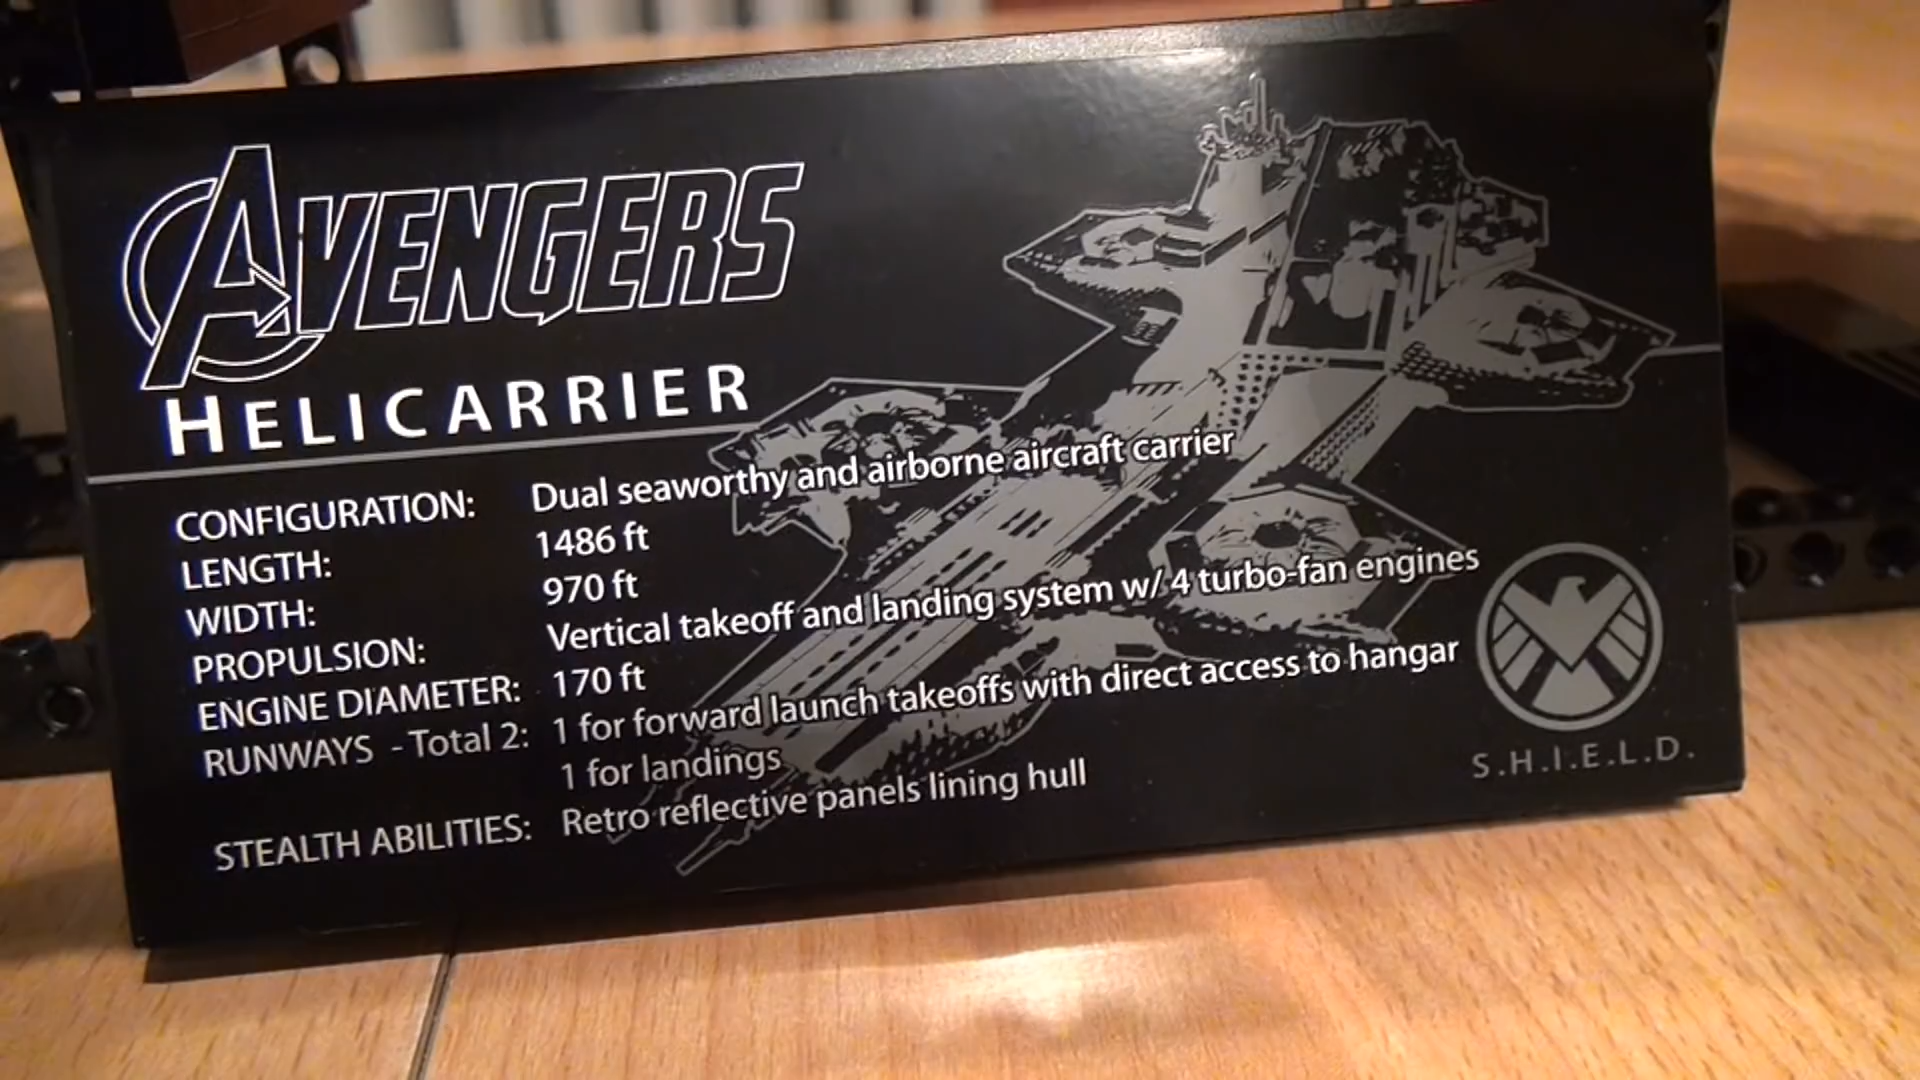 AVENGERS
HELICARRIER
CONFIGURATION: Dual seaworthy and airborne aircraft carrier
LENGTH: 1486 ft
WIDTH: 970 ft
PROPULSION: Vertical takeoff and landing system w/ 4 turbo-fan engines
ENGINE DIAMETER: 170 ft
RUNWAYS - Total 2: 1 for forward launch takeoffs with direct access to hangar
1 for landings
STEALTH ABILITIES: Retro reflective panels lining hull
S.H.I.E.L.D.